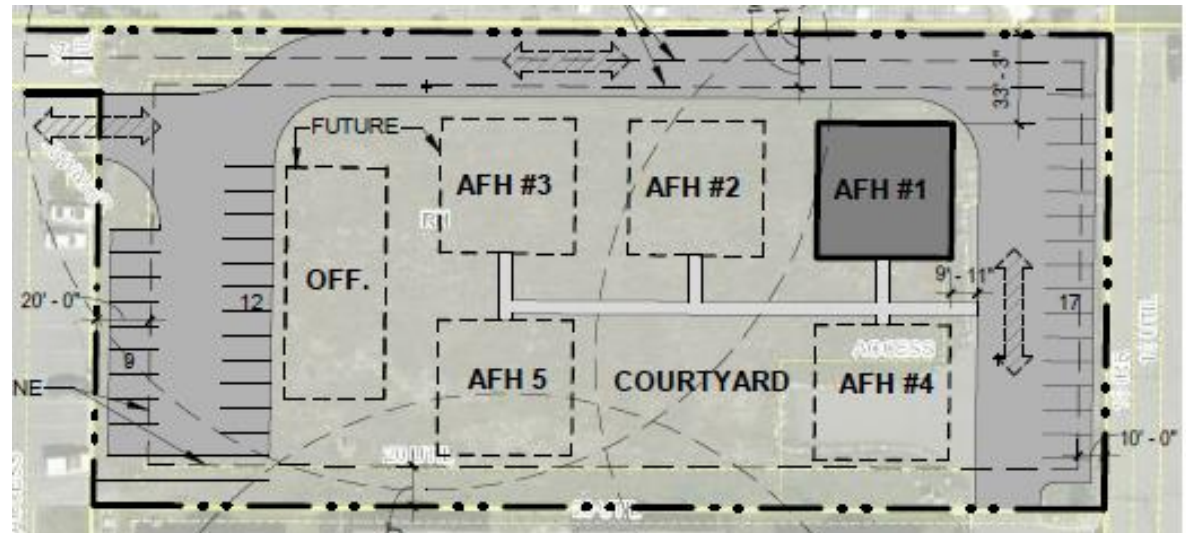 33' - 3"
FUTURE
AFH #3
AFH #2
AFH #1
OFF.
9' - 11"
20' - 0"
12
17
9
ACCESS
AFH 5
COURTYARD
AFH #4
NE
10' - 0"